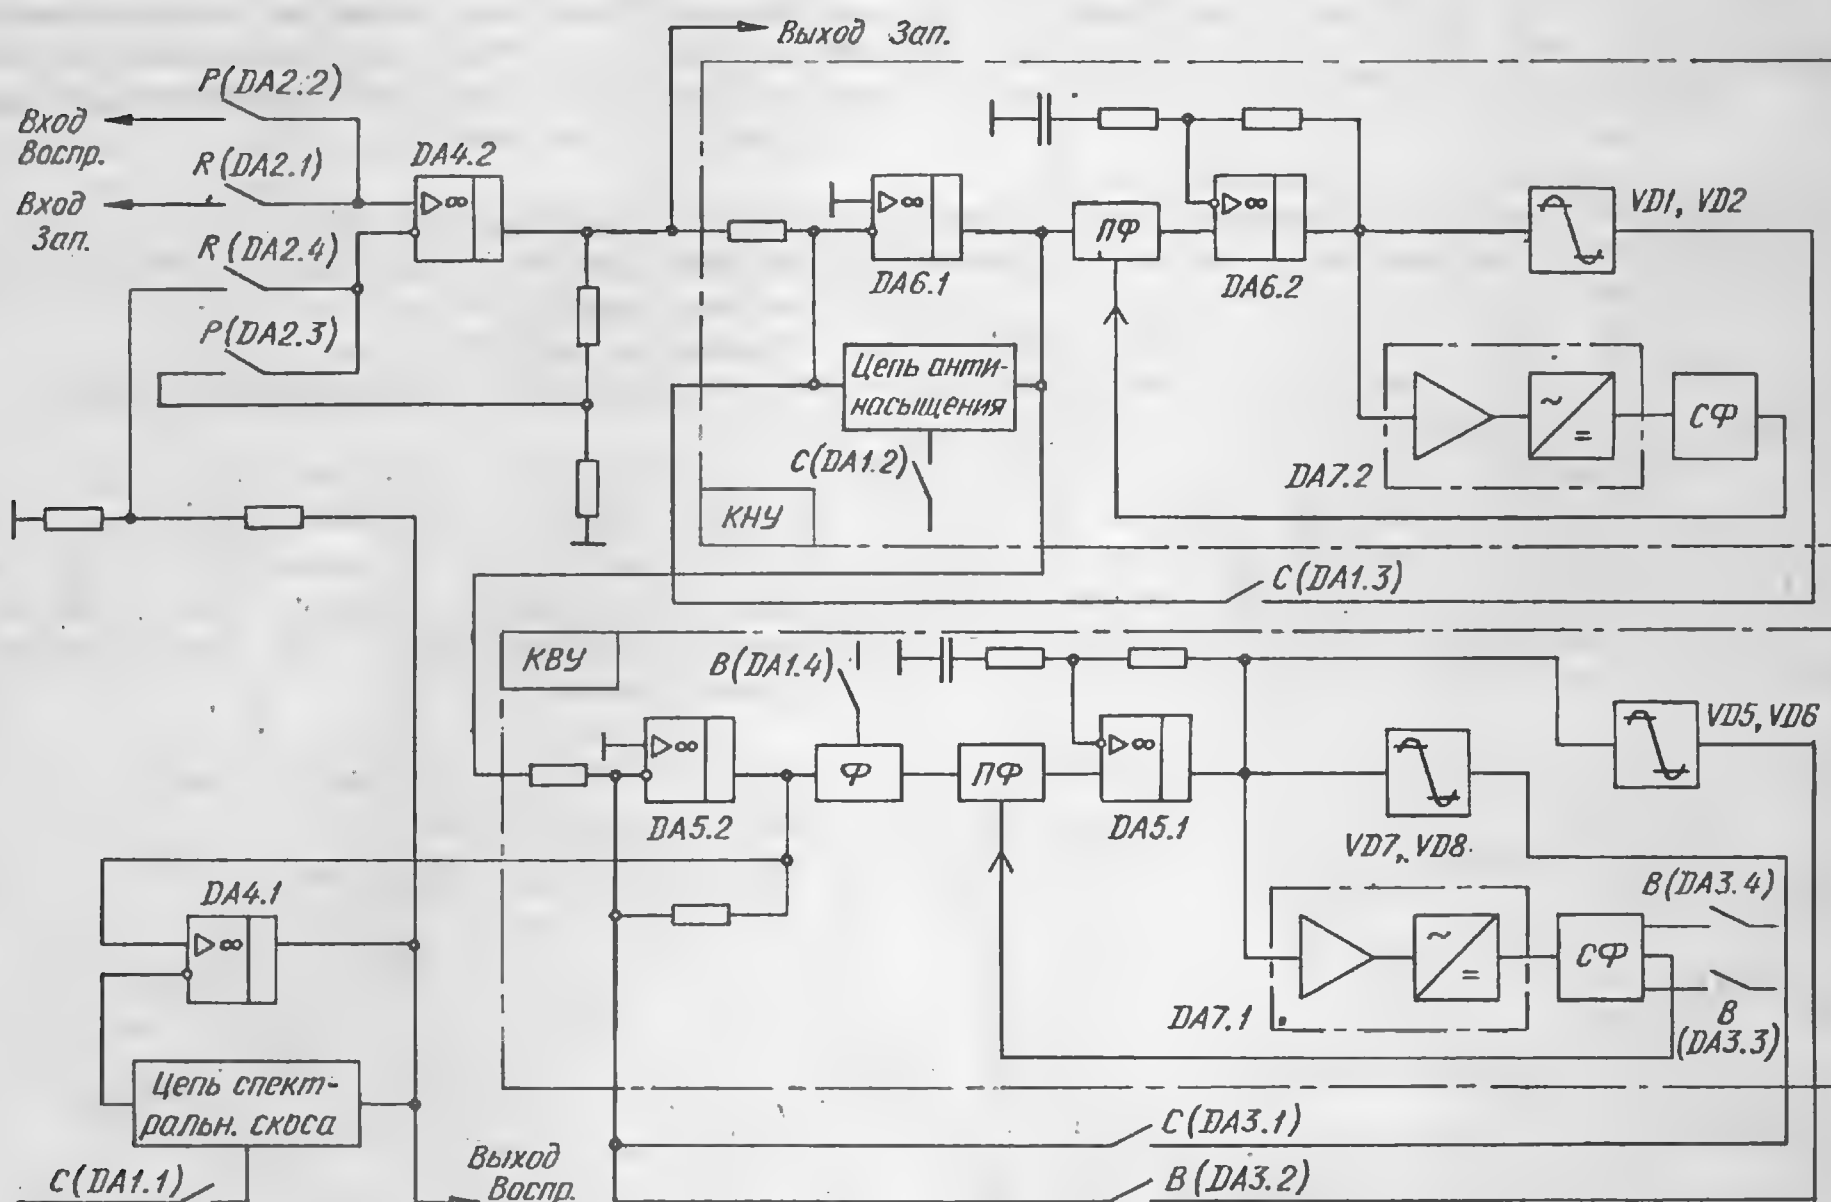 Выход Зап.
P(DA2.2)
Вход
Воспр.
R(DA2.1)
Вход
Зап.
DA4.2
▷∞
R(DA2.4)
P(DA2.3)
▷∞
DA6.1
ПФ
▷∞
DA6.2
VD1, VD2
Цепь анти-
насыщения
C(DA1.2)
КНУ
~
=
DA7.2
СФ
C(DA1.3)
КВУ
B(DA1.4)
▷∞
DA5.2
Ф
ПФ
▷∞
DA5.1
VD5, VD6
VD7, VD8
DA4.1
▷∞
~
=
DA7.1
СФ
B(DA3.4)
B
(DA3.3)
Цепь спект-
ральн. скоса
C(DA1.1)
Выход
Воспр.
C(DA3.1)
B(DA3.2)